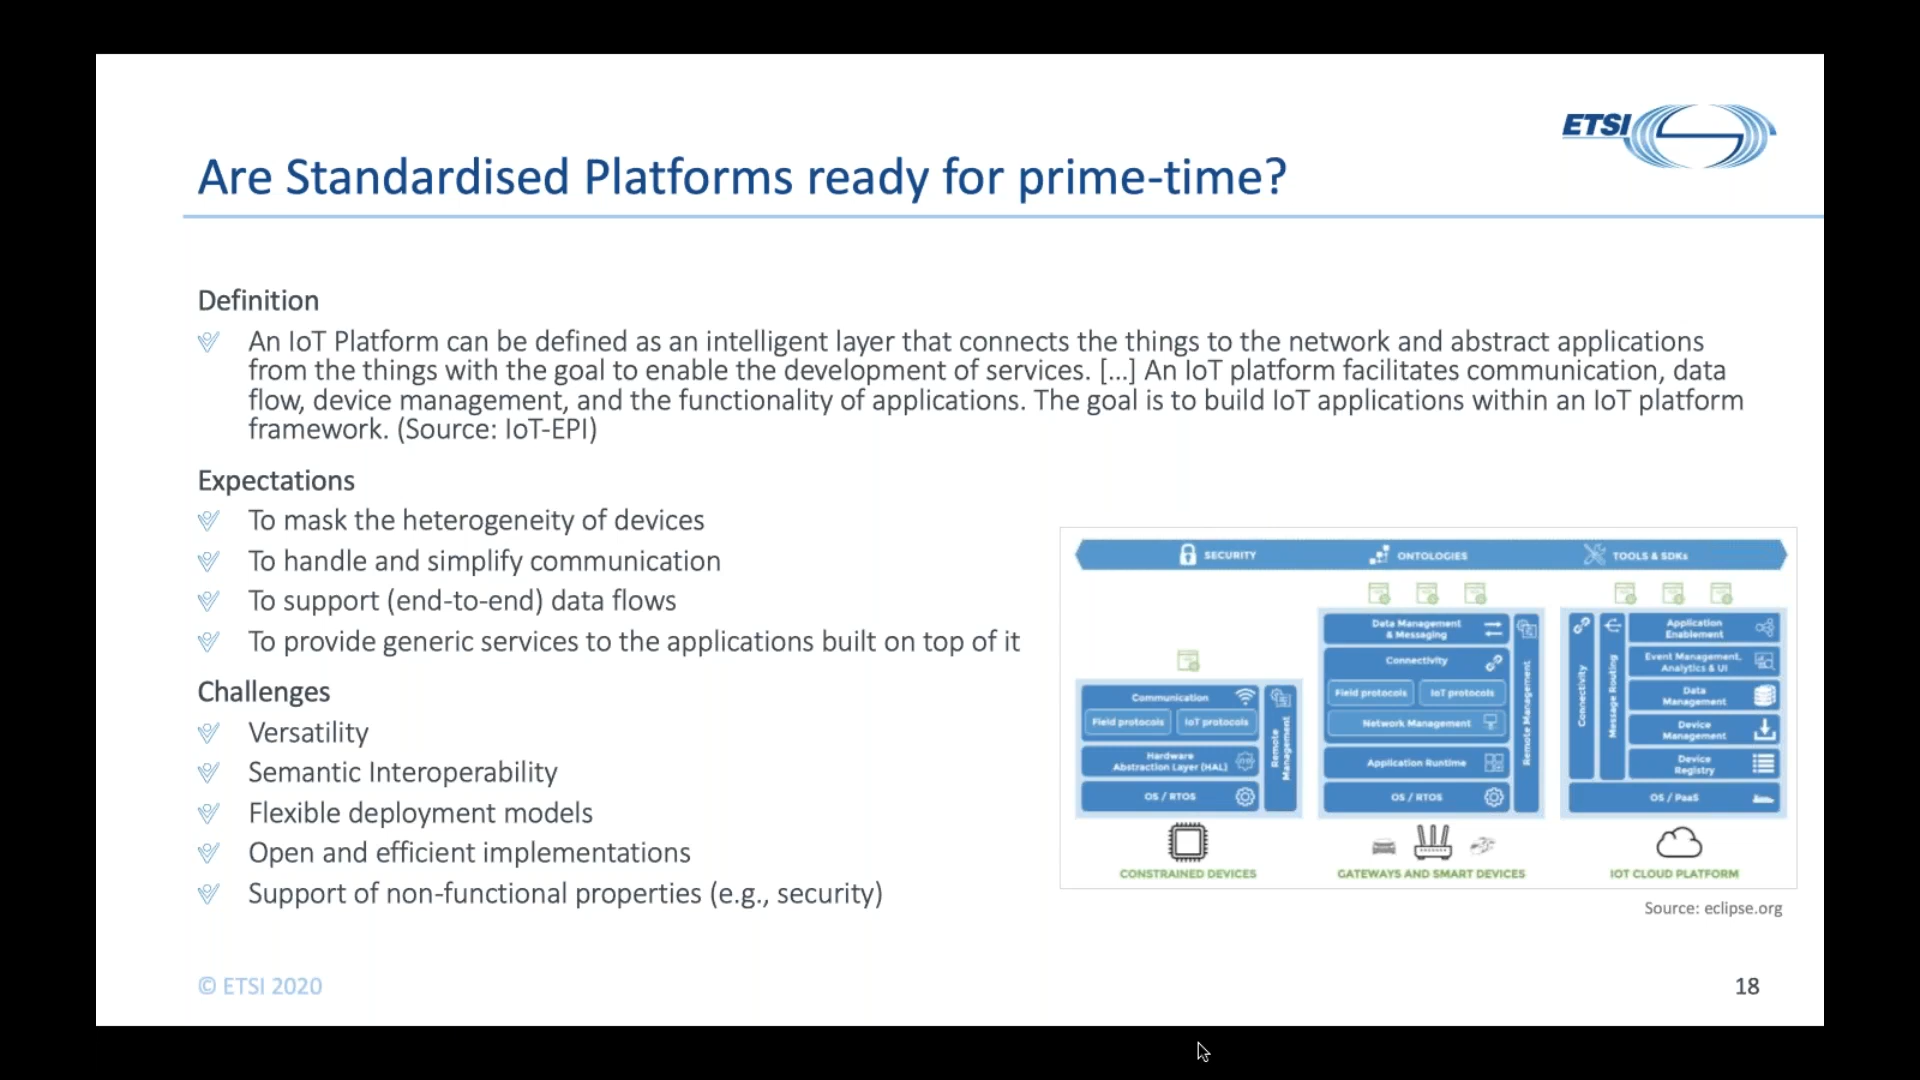 ETSI
Are Standardised Platforms ready for prime-time?
Definition
An IoT Platform can be defined as an intelligent layer that connects the things to the network and abstract applications
from the things with the goal to enable the development of services. [...] An IoT platform facilitates communication, data
flow, device management, and the functionality of applications. The goal is to build IoT applications within an IoT platform
framework. (Source: IoT-EPI)
Expectations
To mask the heterogeneity of devices
To handle and simplify communication
To support (end-to-end) data flows
To provide generic services to the applications built on top of it
Challenges
Versatility
Semantic Interoperability
Flexible deployment models
Open and efficient implementations
Support of non-functional properties (e.g., security)
SECURITY
ONTOLOGIES
TOOLS & SDKs
Communication
Field protocols
IoT protocols
Hardware
Abstraction Layer (HAL)
OS / RTOS
Remote
Management
CONSTRAINED DEVICES
Data Management
& Messaging
Connectivity
Field protocols
IoT protocols
Network Management
Application Runtime
OS / RTOS
Remote Management
GATEWAYS AND SMART DEVICES
Connectivity
Message Routing
Application
Enablement
Event Management,
Analytics & UI
Data
Management
Device
Management
Device
Registry
OS / PaaS
IOT CLOUD PLATFORM
Source: eclipse.org
© ETSI 2020
18